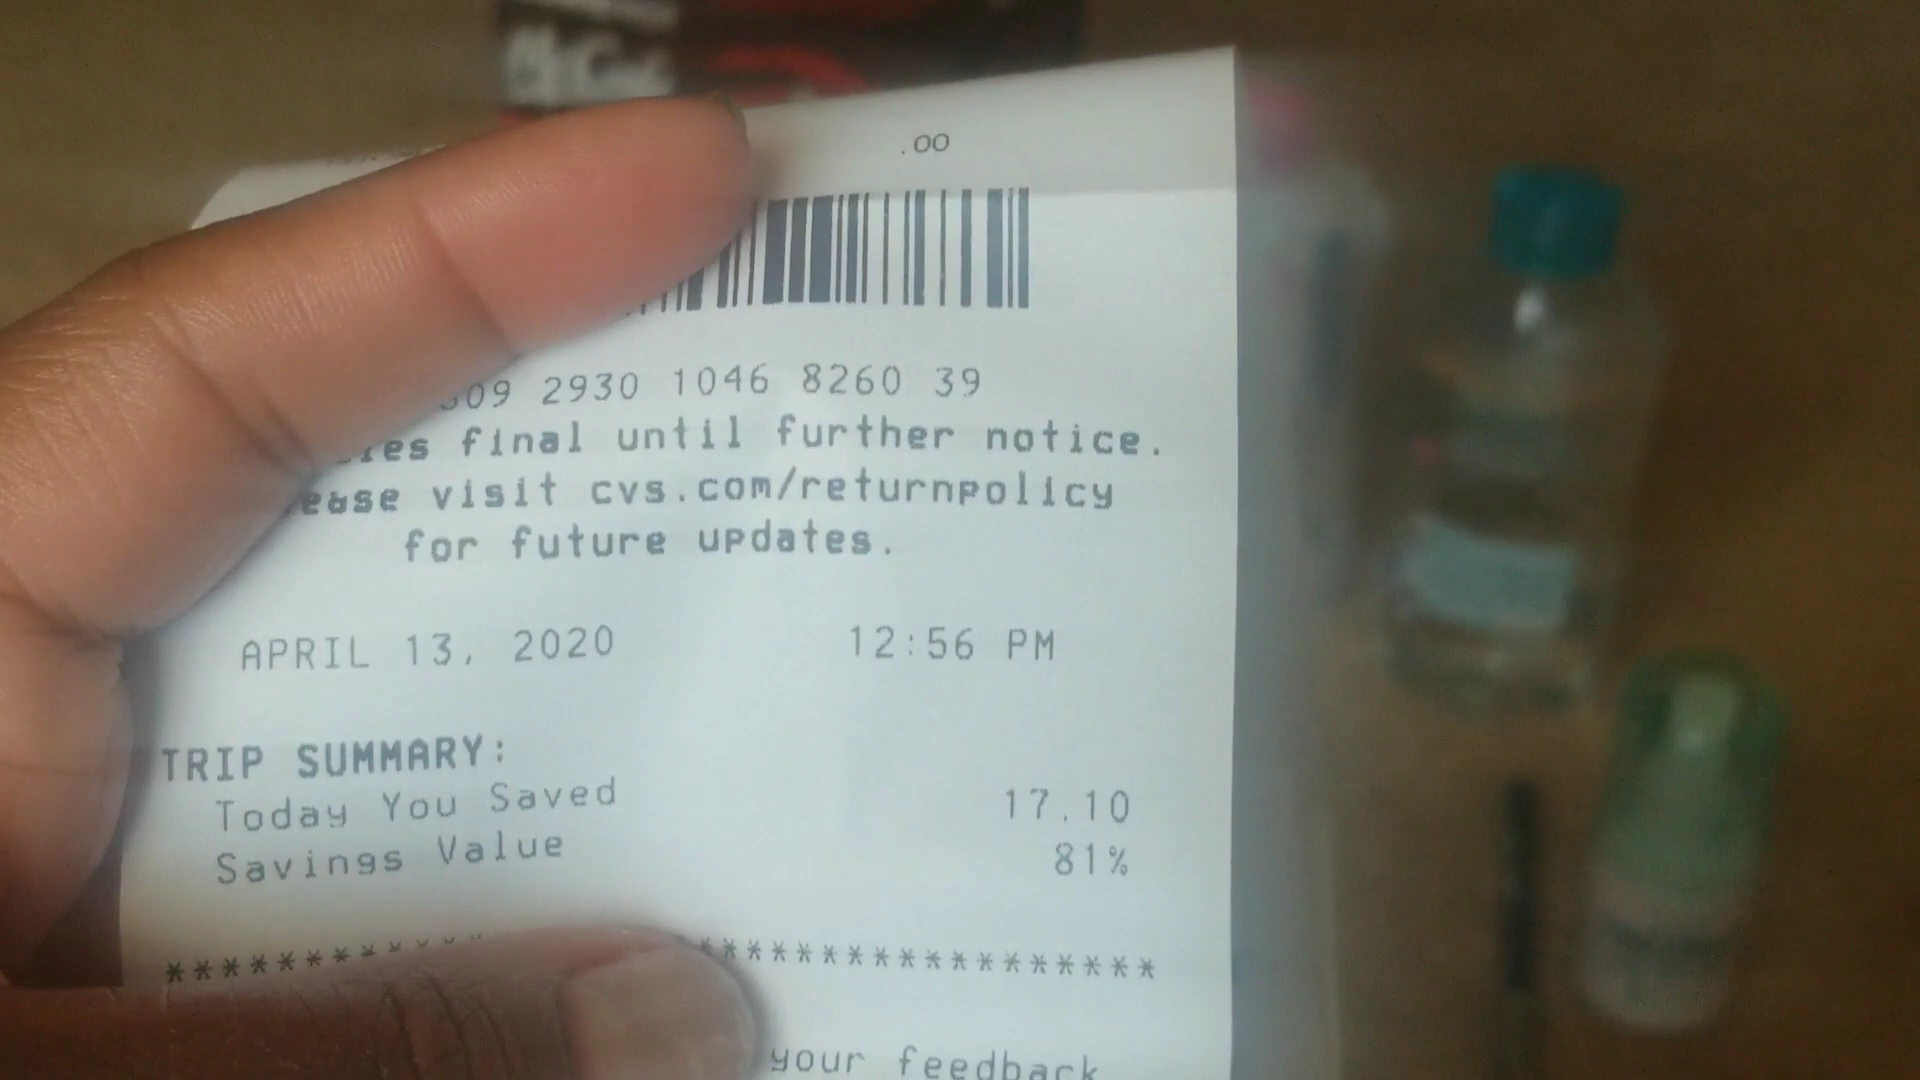 .00
09 2930 1046 8260 39
final until further notice.
visit cvs.com/returnpolicy
for future updates.
APRIL 13, 2020 12:56 PM
TRIP SUMMARY:
Today You Saved 17.10
Savings Value 81%
your feedback